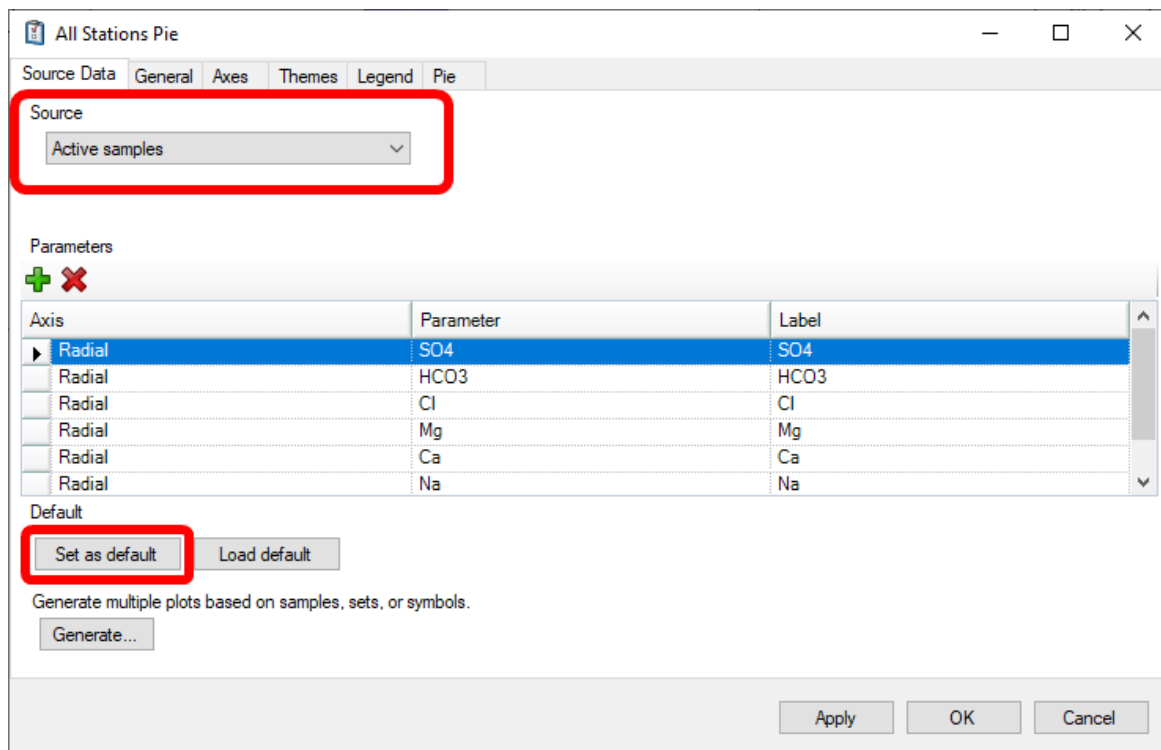 All Stations Pie
Source Data General Axes Themes Legend Pie
Source
Active samples
Parameters
Axis Parameter Label
Radial SO4 SO4
Radial HCO3 HCO3
Radial Cl Cl
Radial Mg Mg
Radial Ca Ca
Radial Na Na
Default
Set as default Load default
Generate multiple plots based on samples, sets, or symbols.
Generate...
Apply OK Cancel